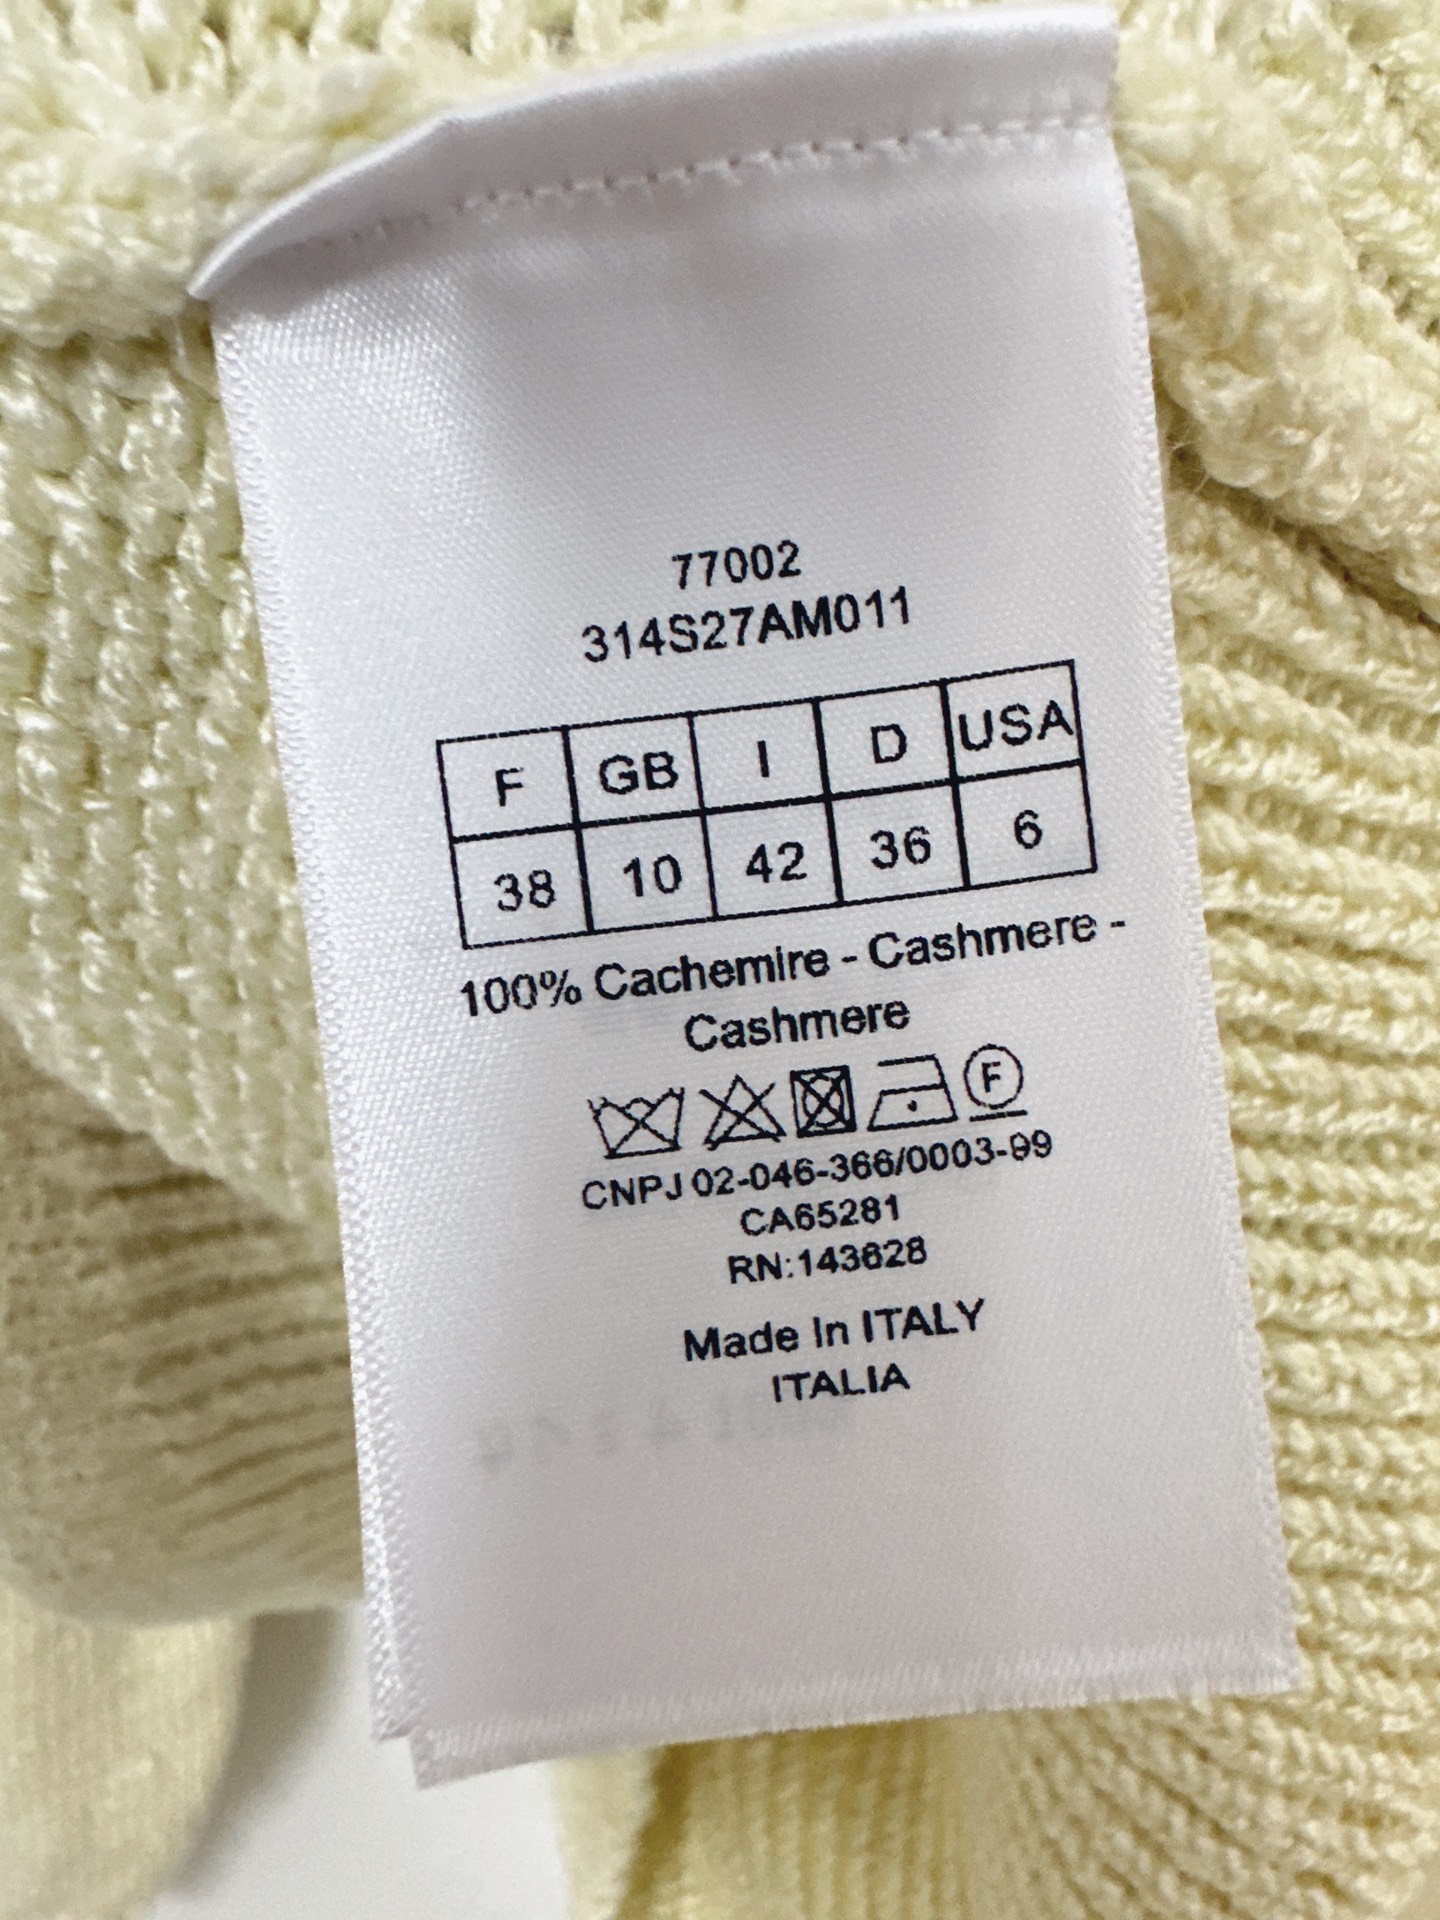 77002
314S27AM011
F GB I D USA
38 10 42 36 6
100% Cachemire - Cashmere -
Cashmere
F
CNPJ 02-046-366/0003-99
CA65281
RN:143628
Made In ITALY
ITALIA